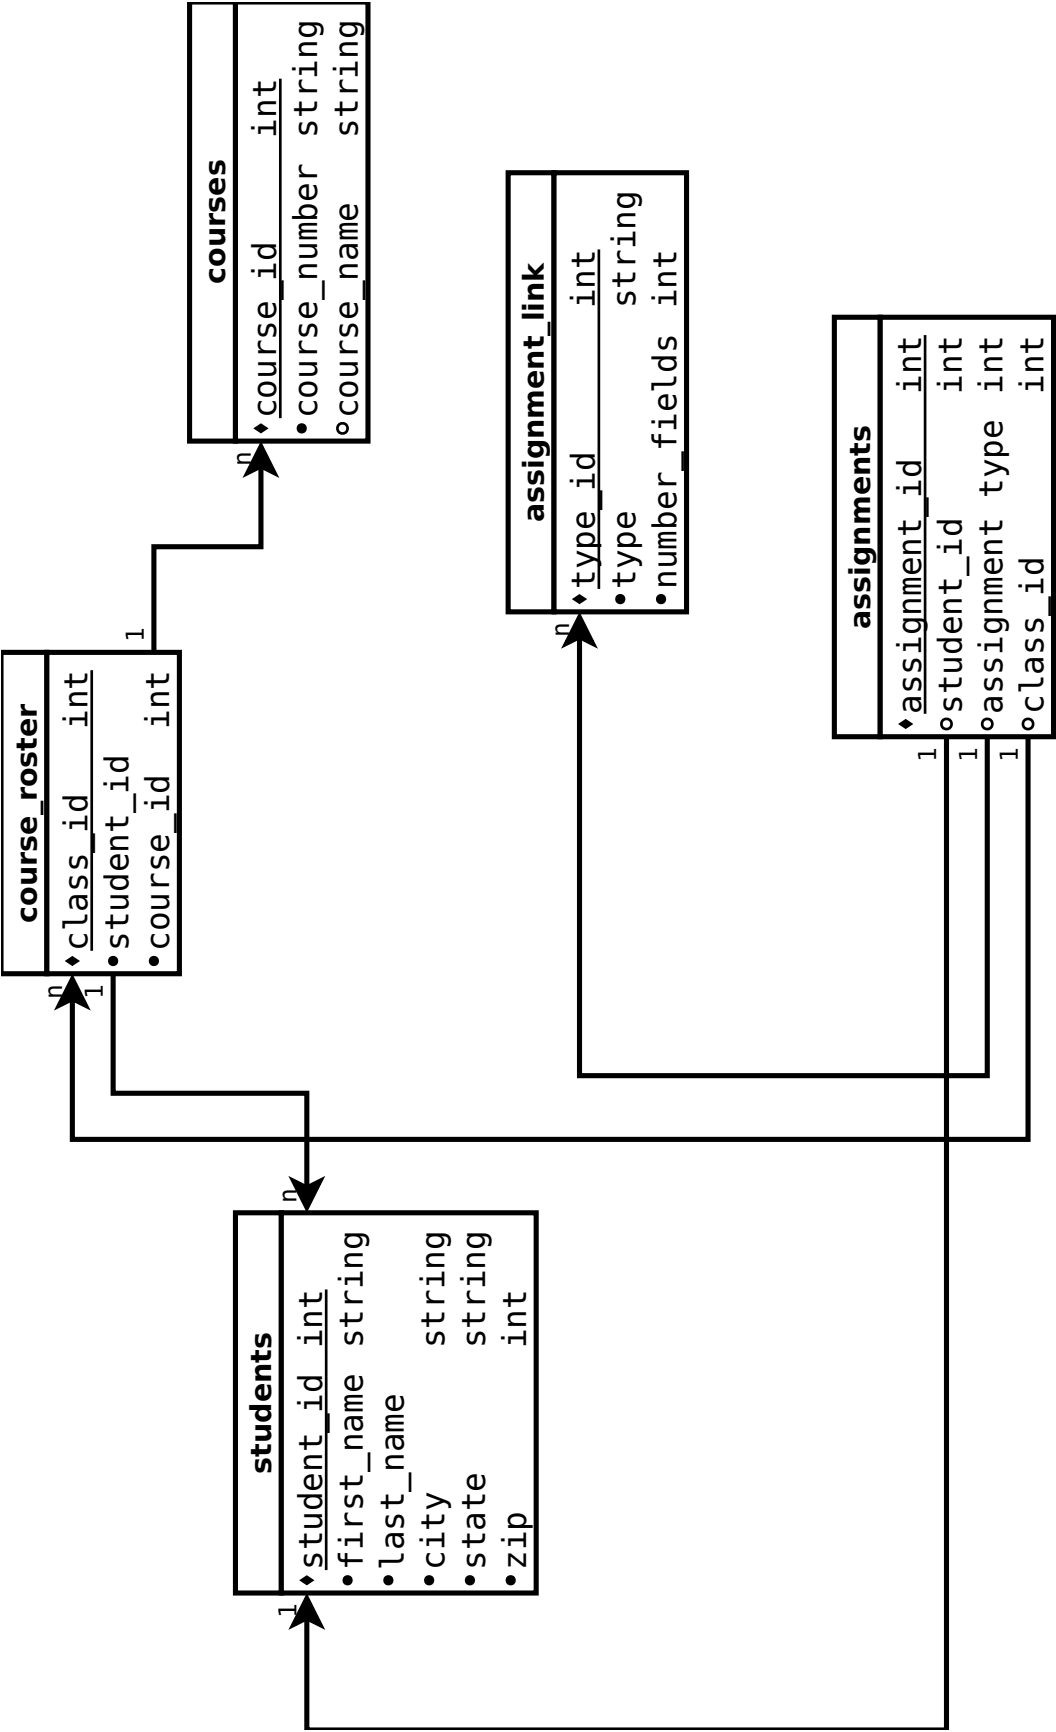 students
student_id int
first_name string
last_name
city string
state string
zip int
1
n
course_roster
class_id int
student_id
course_id int
n
1
1
courses
course_id int
course_number string
course_name string
n
assignment_link
type_id int
type string
number_fields int
n
assignments
assignment_id int
student_id int
assignment type int
class_id int
1
1
1